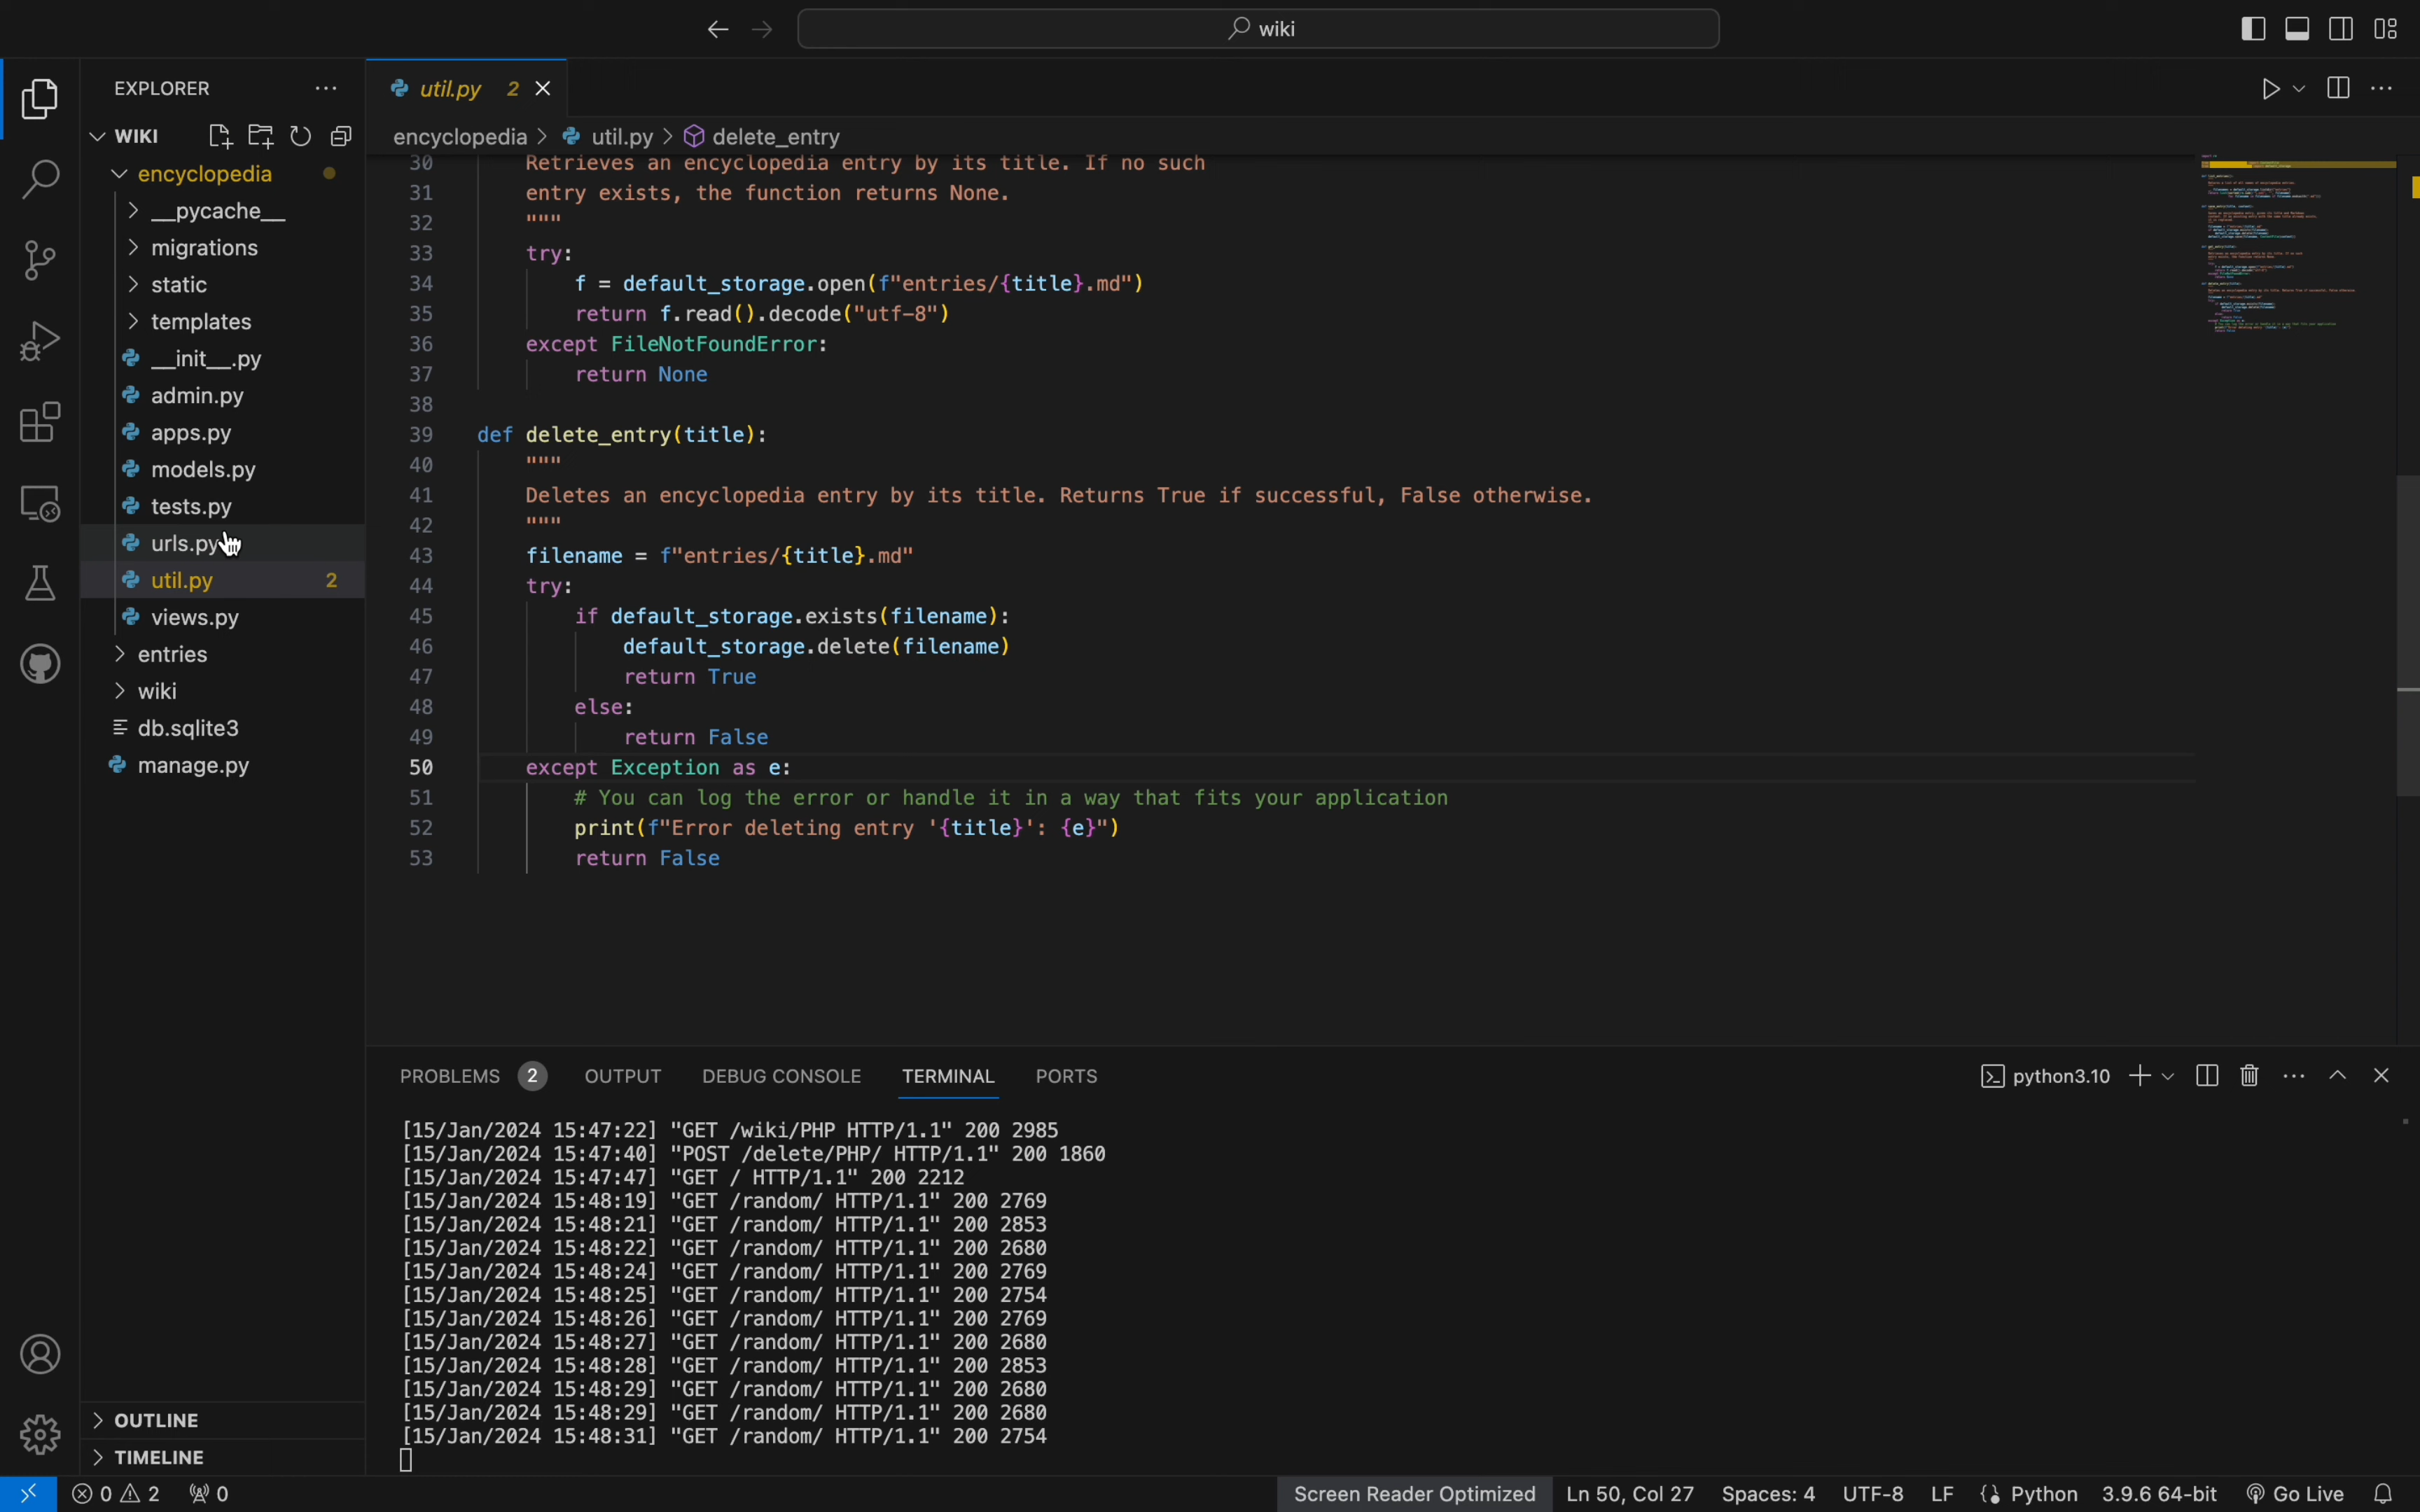 wiki
EXPLORER
WIKI
encyclopedia
__pycache__
migrations
static
templates
__init__.py
admin.py
apps.py
models.py
tests.py
urls.py
util.py 2
views.py
entries
wiki
db.sqlite3
manage.py
OUTLINE
TIMELINE
util.py 2
encyclopedia > util.py > delete_entry
30 Retrieves an encyclopedia entry by its title. If no such
31 entry exists, the function returns None.
32 """
33 try:
34 f = default_storage.open(f"entries/{title}.md")
35 return f.read().decode("utf-8")
36 except FileNotFoundError:
37 return None
38
39 def delete_entry(title):
40 """
41 Deletes an encyclopedia entry by its title. Returns True if successful, False otherwise.
42 """
43 filename = f"entries/{title}.md"
44 try:
45 if default_storage.exists(filename):
46 default_storage.delete(filename)
47 return True
48 else:
49 return False
50 except Exception as e:
51 # You can log the error or handle it in a way that fits your application
52 print(f"Error deleting entry '{title}': {e}")
53 return False
PROBLEMS 2 OUTPUT DEBUG CONSOLE TERMINAL PORTS python3.10
[15/Jan/2024 15:47:22] "GET /wiki/PHP HTTP/1.1" 200 2985
[15/Jan/2024 15:47:40] "POST /delete/PHP/ HTTP/1.1" 200 1860
[15/Jan/2024 15:47:47] "GET / HTTP/1.1" 200 2212
[15/Jan/2024 15:48:19] "GET /random/ HTTP/1.1" 200 2769
[15/Jan/2024 15:48:21] "GET /random/ HTTP/1.1" 200 2853
[15/Jan/2024 15:48:22] "GET /random/ HTTP/1.1" 200 2680
[15/Jan/2024 15:48:24] "GET /random/ HTTP/1.1" 200 2769
[15/Jan/2024 15:48:25] "GET /random/ HTTP/1.1" 200 2754
[15/Jan/2024 15:48:26] "GET /random/ HTTP/1.1" 200 2769
[15/Jan/2024 15:48:27] "GET /random/ HTTP/1.1" 200 2680
[15/Jan/2024 15:48:28] "GET /random/ HTTP/1.1" 200 2853
[15/Jan/2024 15:48:29] "GET /random/ HTTP/1.1" 200 2680
[15/Jan/2024 15:48:29] "GET /random/ HTTP/1.1" 200 2680
[15/Jan/2024 15:48:31] "GET /random/ HTTP/1.1" 200 2754
0 2 0 Screen Reader Optimized Ln 50, Col 27 Spaces: 4 UTF-8 LF Python 3.9.6 64-bit Go Live